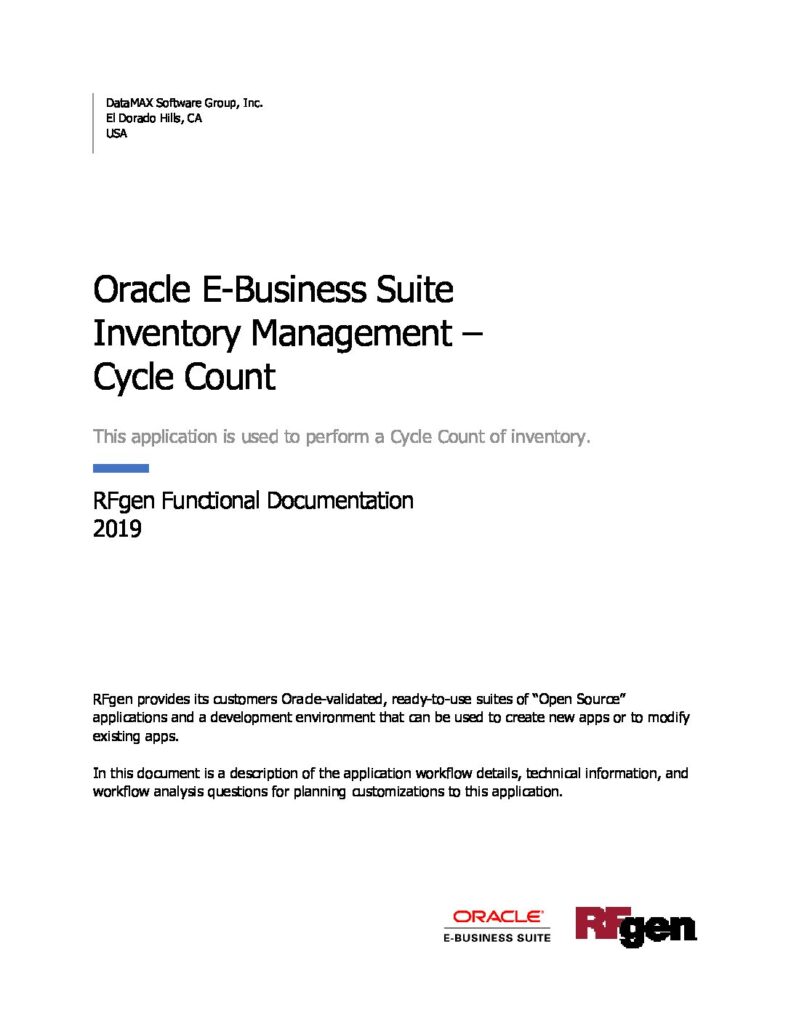 DataMAX Software Group, Inc.
El Dorado Hills, CA
USA
Oracle E-Business Suite
Inventory Management –
Cycle Count
This application is used to perform a Cycle Count of inventory.
RFgen Functional Documentation
2019
RFgen provides its customers Oracle-validated, ready-to-use suites of “Open Source”
applications and a development environment that can be used to create new apps or to modify
existing apps.
In this document is a description of the application workflow details, technical information, and
workflow analysis questions for planning customizations to this application.
ORACLE
E-BUSINESS SUITE
RFgen